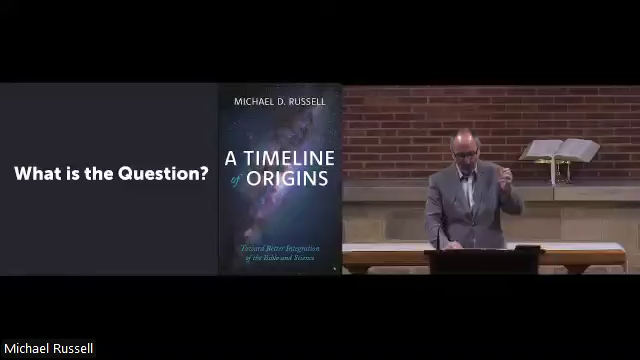 What is the Question?
MICHAEL D. RUSSELL
A TIMELINE
of ORIGINS
Toward Better Integration
of the Bible and Science
Michael Russell